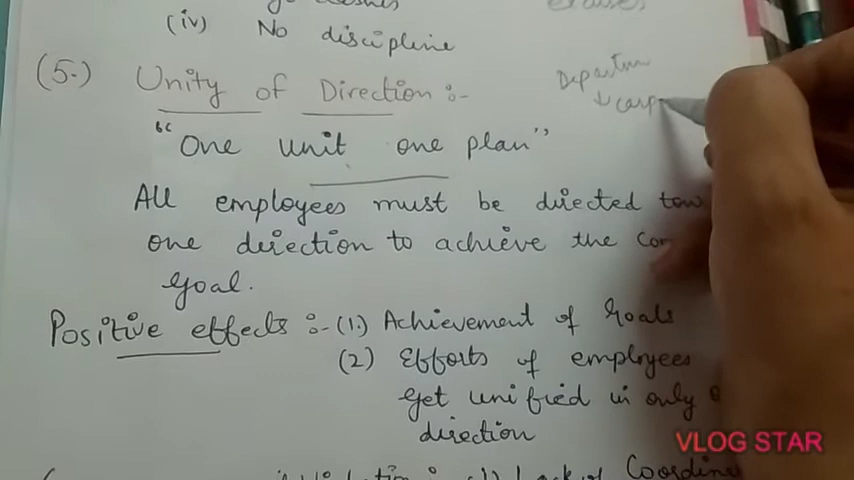 (iv) No discipline
(5.) Unity of Direction :-
"One unit one plan"
All employees must be directed
one direction to achieve the
goal.
Positive effects :- (1.) Achievement of Goals
(2) Efforts of employees
get unified in only
direction
Lack of
VLOG STAR